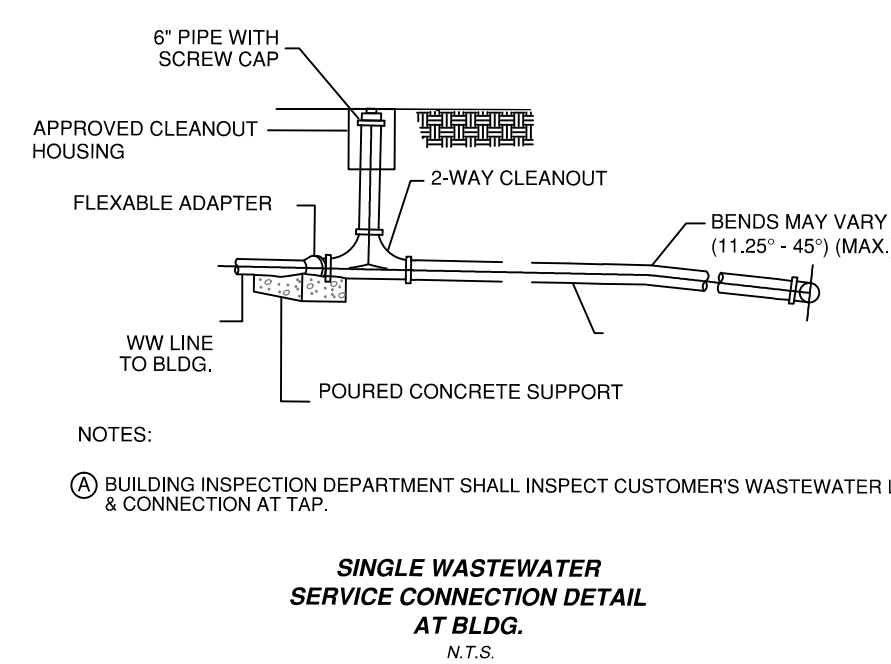 6" PIPE WITH
SCREW CAP
APPROVED CLEANOUT
HOUSING
2-WAY CLEANOUT
FLEXABLE ADAPTER
BENDS MAY VARY
(11.25° - 45°) (MAX.
WW LINE
TO BLDG.
POURED CONCRETE SUPPORT
NOTES:
A BUILDING INSPECTION DEPARTMENT SHALL INSPECT CUSTOMER'S WASTEWATER
& CONNECTION AT TAP.
SINGLE WASTEWATER
SERVICE CONNECTION DETAIL
AT BLDG.
N.T.S.